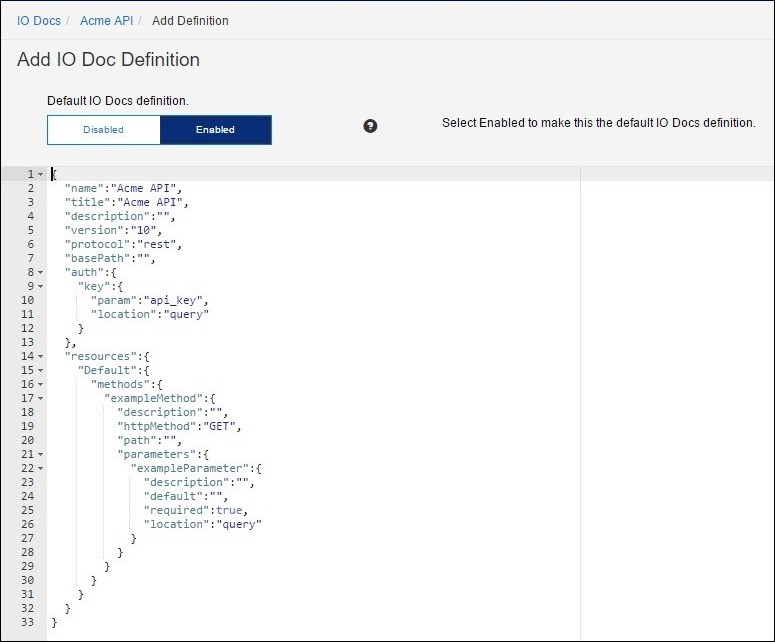 IO Docs / Acme API / Add Definition
Add IO Doc Definition
Default IO Docs definition.
Disabled Enabled ? Select Enabled to make this the default IO Docs definition.
1 {
2 "name":"Acme API",
3 "title":"Acme API",
4 "description":"",
5 "version":"10",
6 "protocol":"rest",
7 "basePath":"",
8 "auth":{
9 "key":{
10 "param":"api_key",
11 "location":"query"
12 }
13 },
14 "resources":{
15 "Default":{
16 "methods":{
17 "exampleMethod":{
18 "description":"",
19 "httpMethod":"GET",
20 "path":"",
21 "parameters":{
22 "exampleParameter":{
23 "description":"",
24 "default":"",
25 "required":true,
26 "location":"query"
27 }
28 }
29 }
30 }
31 }
32 }
33 }